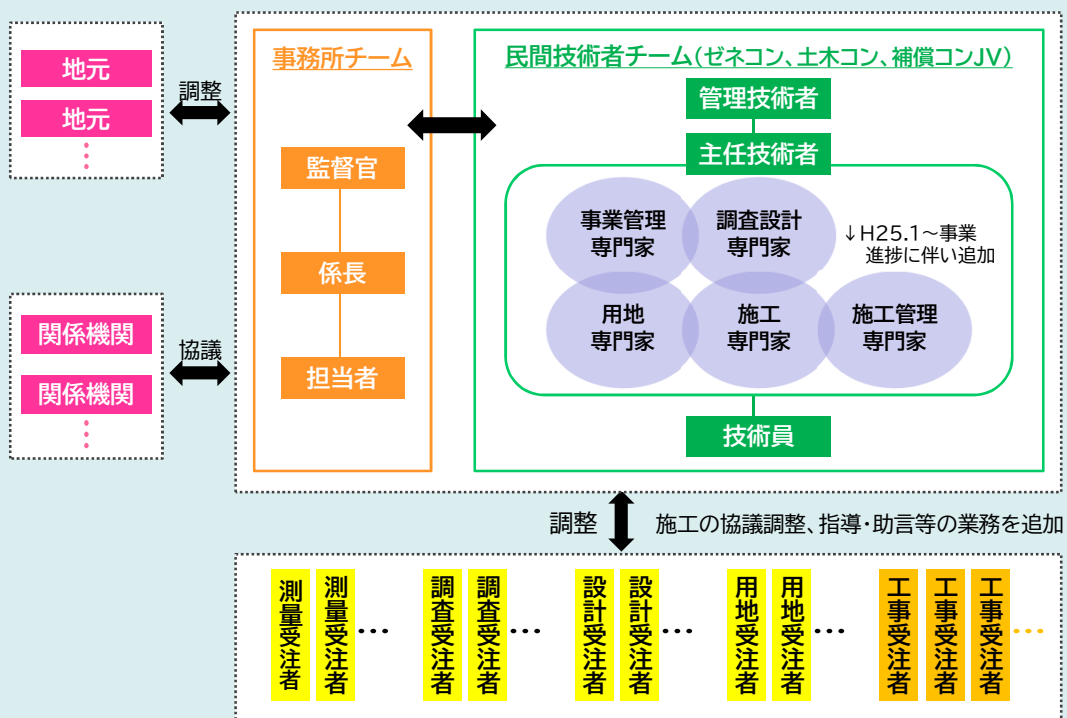 地元
地元
⋮
調整
関係機関
関係機関
⋮
協議
事務所チーム
監督官
係長
担当者
民間技術者チーム(ゼネコン、土木コン、補償コンJV)
管理技術者
主任技術者
事業管理
専門家
調査設計
専門家
↓H25.1～事業
進捗に伴い追加
用地
専門家
施工
専門家
施工管理
専門家
技術員
調整
施工の協議調整、指導・助言等の業務を追加
測量受注者
測量受注者
…
調査受注者
調査受注者
…
設計受注者
設計受注者
…
用地受注者
用地受注者
…
工事受注者
工事受注者
工事受注者
…